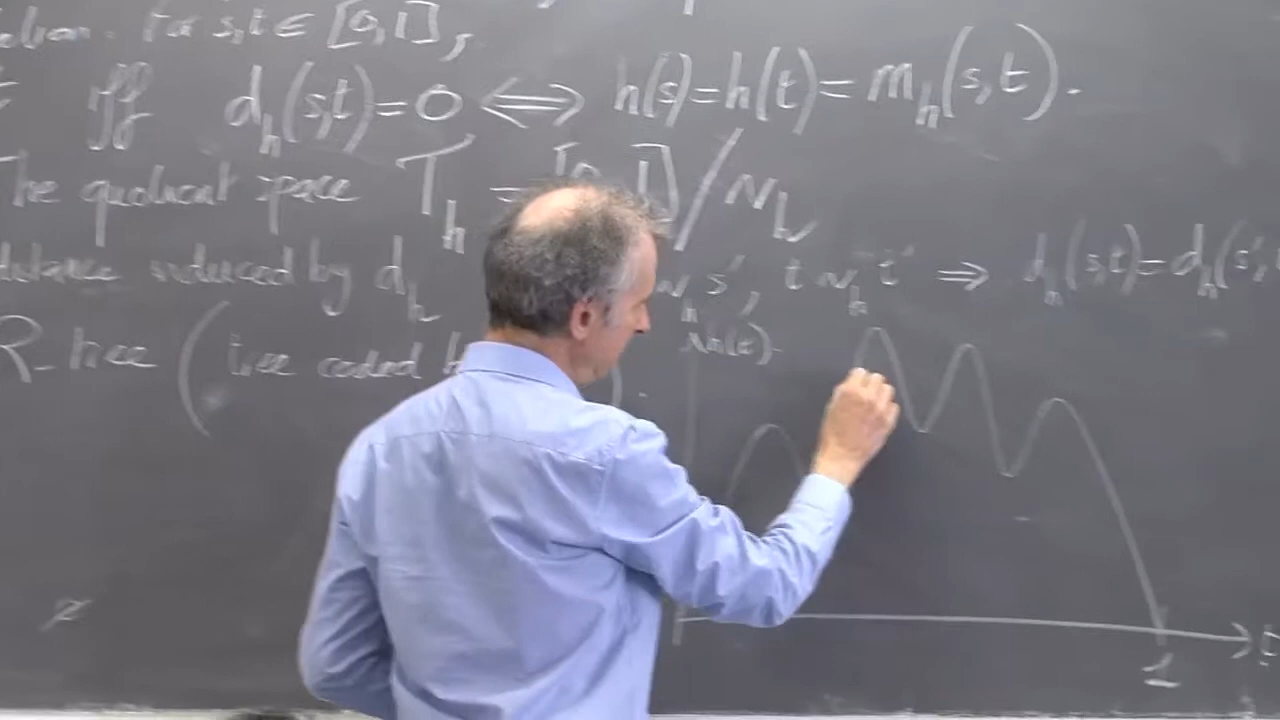 For s,t ∈ [0,1],
iff d_h(s,t)=0 ⟺ h(s)=h(t)=m_h(s,t).
The quotient space T_h = [0,1]/~_h
distance induced by d_h ~_h s', t ~_h t' ⇒ d_h(s,t)=d_h(s',
R-tree (tree coded h(t)
1